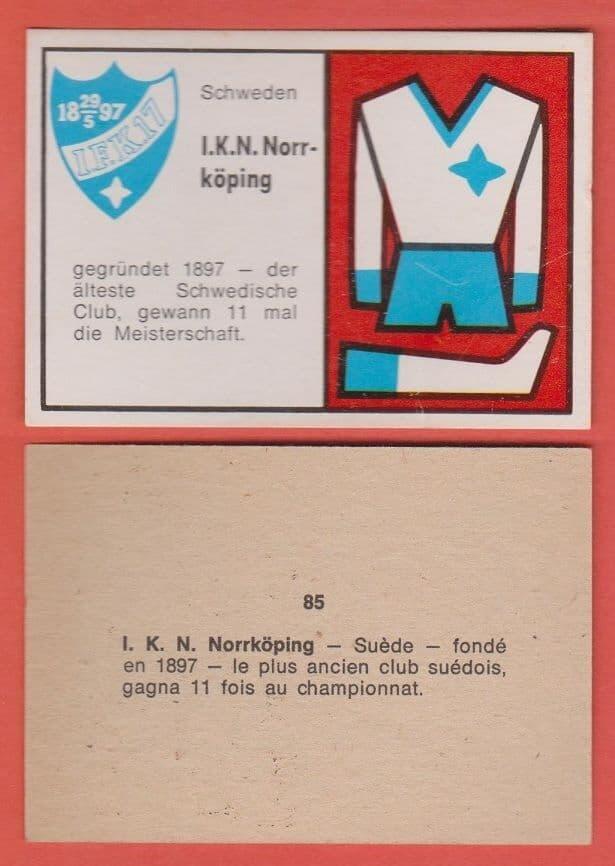 18 29/5 97
I.F.K.17
Schweden
I.K.N. Norr-
köping
gegründet 1897 – der
älteste Schwedische
Club, gewann 11 mal
die Meisterschaft.
85
I. K. N. Norrköping – Suède – fondé
en 1897 – le plus ancien club suédois,
gagna 11 fois au championnat.